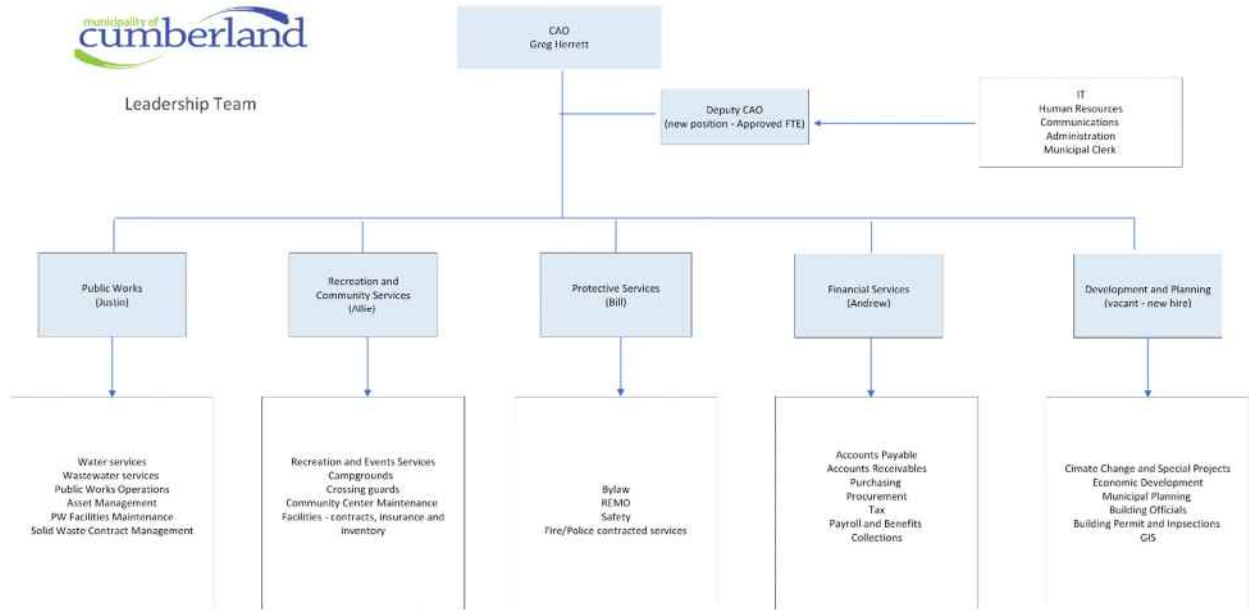 municipality of
cumberland
Leadership Team
CAO
Greg Herrett
Deputy CAO
(new position - Approved FTE)
IT
Human Resources
Communications
Administration
Municipal Clerk
Public Works
(Justin)
Recreation and
Community Services
(Allie)
Protective Services
(Bill)
Financial Services
(Andrew)
Development and Planning
(vacant - new hire)
Water services
Wastewater services
Public Works Operations
Asset Management
PW Facilities Maintenance
Solid Waste Contract Management
Recreation and Events Services
Campgrounds
Crossing guards
Community Center Maintenance
Facilities - contracts, insurance and
inventory
Bylaw
REMO
Safety
Fire/Police contracted services
Accounts Payable
Accounts Receivables
Purchasing
Procurement
Tax
Payroll and Benefits
Collections
Climate Change and Special Projects
Economic Development
Municipal Planning
Building Officials
Building Permit and Inpsections
GIS